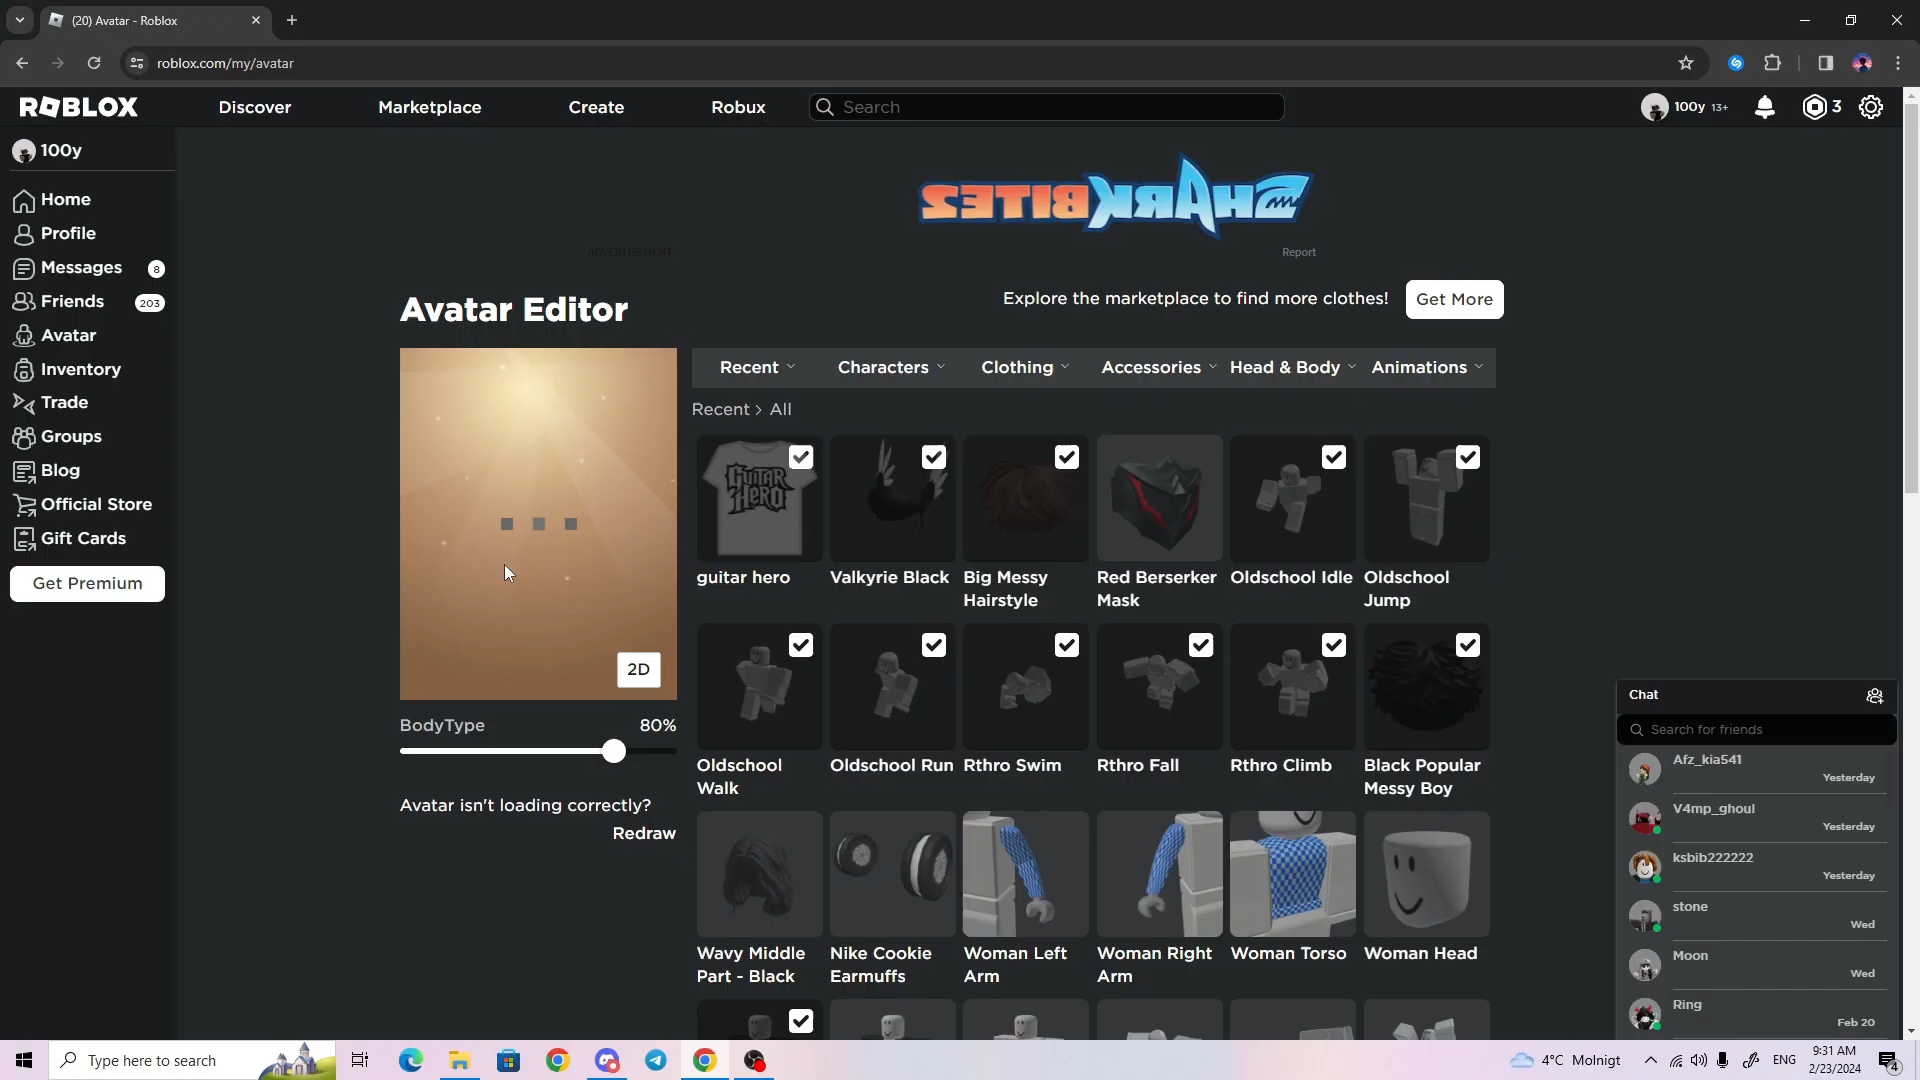 (20) Avatar - Roblox
roblox.com/my/avatar
ROBLOX
Discover
Marketplace
Create
Robux
Search
100y 13+
3
100y
Home
Profile
Messages 8
Friends 203
Avatar
Inventory
Trade
Groups
Blog
Official Store
Gift Cards
Get Premium
SHARKBITE2
ADVERTISEMENT
Report
Avatar Editor
Explore the marketplace to find more clothes!
Get More
2D
BodyType 80%
Avatar isn't loading correctly?
Redraw
Recent
Characters
Clothing
Accessories
Head & Body
Animations
Recent > All
GUITAR
HERO
guitar hero
Valkyrie Black
Big Messy
Hairstyle
Red Berserker
Mask
Oldschool Idle
Oldschool
Jump
Oldschool
Walk
Oldschool Run
Rthro Swim
Rthro Fall
Rthro Climb
Black Popular
Messy Boy
Wavy Middle
Part - Black
Nike Cookie
Earmuffs
Woman Left
Arm
Woman Right
Arm
Woman Torso
Woman Head
Chat
Search for friends
Afz_kia541
Yesterday
V4mp_ghoul
Yesterday
ksbib222222
Yesterday
stone
Wed
Moon
Wed
Ring
Feb 20
Type here to search
4°C Molnigt
ENG
9:31 AM
2/23/2024
4